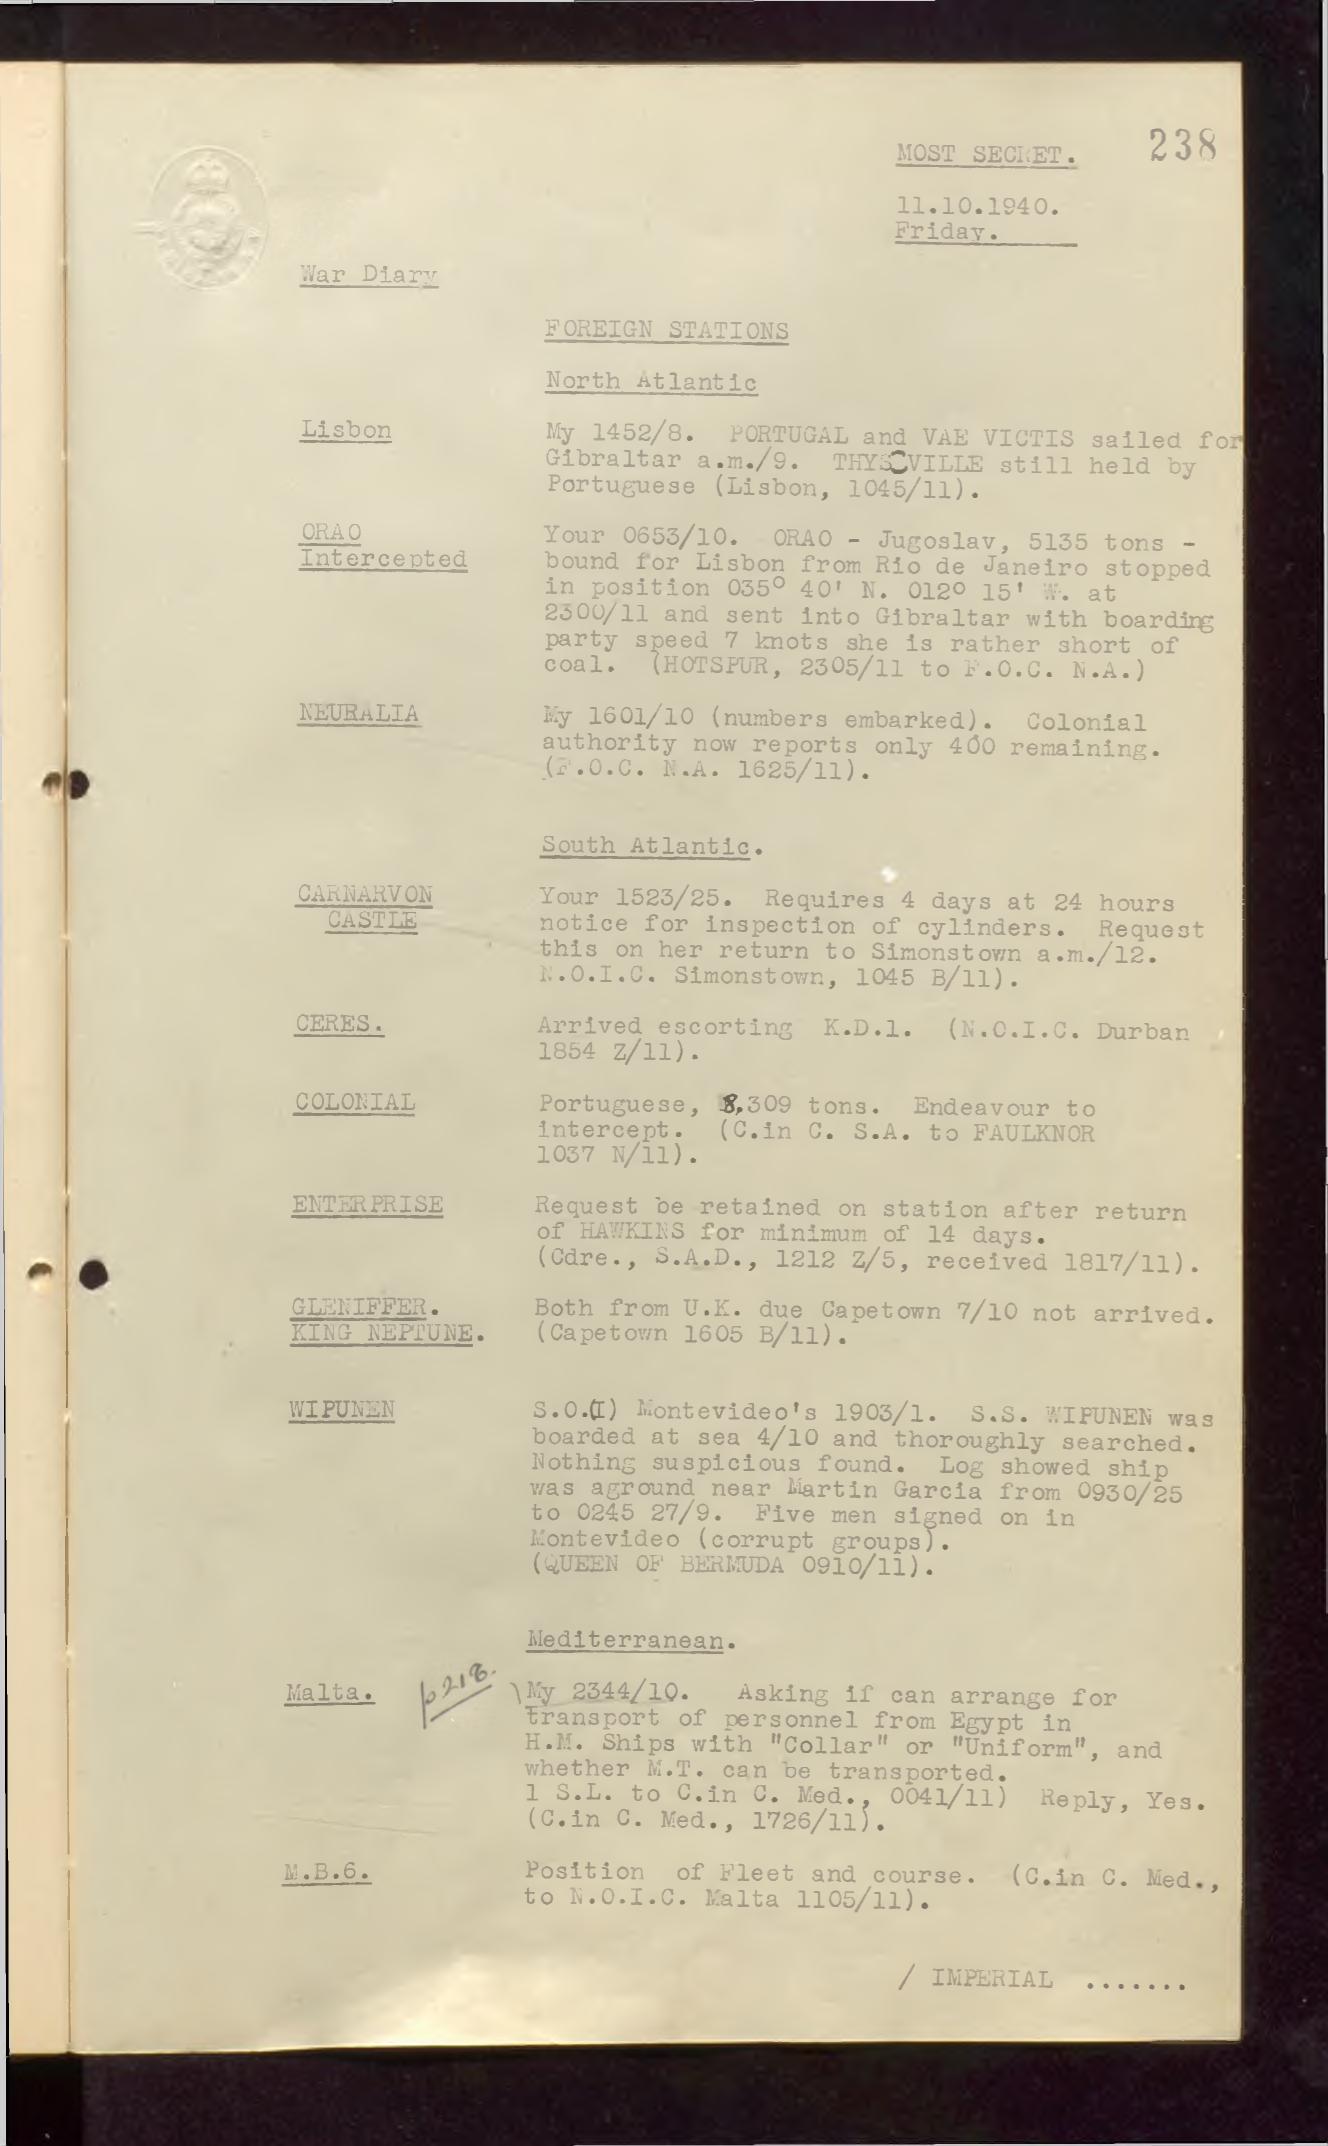 238
MOST SECRET.
11.10.1940.
Friday.
War Diary
FOREIGN STATIONS
North Atlantic
Lisbon
My 1452/8. PORTUGAL and VAE VICTIS sailed for
Gibraltar a.m./9. THYSVILLE still held by
Portuguese (Lisbon, 1045/11).
ORAO
Intercepted
Your 0653/10. ORAO - Jugoslav, 5135 tons -
bound for Lisbon from Rio de Janeiro stopped
in position 035° 40' N. 012° 15' W. at
2300/11 and sent into Gibraltar with boarding
party speed 7 knots she is rather short of
coal. (HOTSPUR, 2305/11 to F.O.C. N.A.)
NEURALIA
My 1601/10 (numbers embarked). Colonial
authority now reports only 400 remaining.
(F.O.C. N.A. 1625/11).
South Atlantic.
CARNARVON
CASTLE
Your 1523/25. Requires 4 days at 24 hours
notice for inspection of cylinders. Request
this on her return to Simonstown a.m./12.
N.O.I.C. Simonstown, 1045 B/11).
CERES.
Arrived escorting K.D.1. (N.O.I.C. Durban
1854 Z/11).
COLONIAL
Portuguese, 8,309 tons. Endeavour to
intercept. (C.in C. S.A. to FAULKNOR
1037 N/11).
ENTERPRISE
Request be retained on station after return
of HAWKINS for minimum of 14 days.
(Cdre., S.A.D., 1212 Z/5, received 1817/11).
GLENIFFER.
KING NEPTUNE.
Both from U.K. due Capetown 7/10 not arrived.
(Capetown 1605 B/11).
WIPUNEN
S.O.(I) Montevideo's 1903/1. S.S. WIPUNEN was
boarded at sea 4/10 and thoroughly searched.
Nothing suspicious found. Log showed ship
was aground near Martin Garcia from 0930/25
to 0245 27/9. Five men signed on in
Montevideo (corrupt groups).
(QUEEN OF BERMUDA 0910/11).
Mediterranean.
Malta.
p218.
My 2344/10. Asking if can arrange for
transport of personnel from Egypt in
H.M. Ships with "Collar" or "Uniform", and
whether M.T. can be transported.
1 S.L. to C.in C. Med., 0041/11) Reply, Yes.
(C.in C. Med., 1726/11).
M.B.6.
Position of Fleet and course. (C.in C. Med.,
to N.O.I.C. Malta 1105/11).
/ IMPERIAL .......